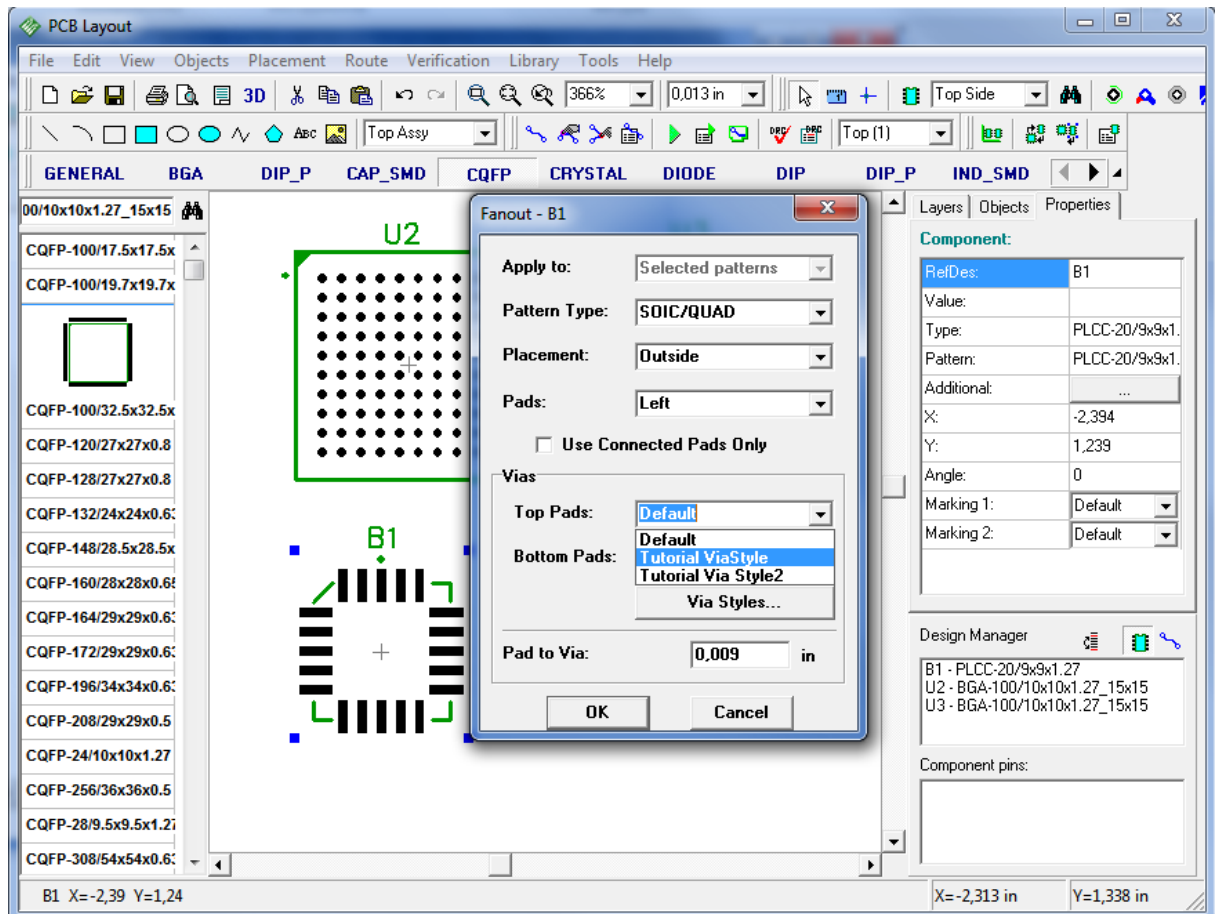 PCB Layout
File Edit View Objects Placement Route Verification Library Tools Help
3D 366% 0,013 in Top Side
ABC Top Assy DRC DRC Top (1)
GENERAL BGA DIP_P CAP_SMD CQFP CRYSTAL DIODE DIP DIP_P IND_SMD
00/10x10x1.27_15x15
CQFP-100/17.5x17.5x
CQFP-100/19.7x19.7x
CQFP-100/32.5x32.5x
CQFP-120/27x27x0.8
CQFP-128/27x27x0.8
CQFP-132/24x24x0.63
CQFP-148/28.5x28.5x
CQFP-160/28x28x0.65
CQFP-164/29x29x0.63
CQFP-172/29x29x0.63
CQFP-196/34x34x0.63
CQFP-208/29x29x0.5
CQFP-24/10x10x1.27
CQFP-256/36x36x0.5
CQFP-28/9.5x9.5x1.27
CQFP-308/54x54x0.63
U2
B1
Fanout - B1
Apply to: Selected patterns
Pattern Type: SOIC/QUAD
Placement: Outside
Pads: Left
Use Connected Pads Only
Vias
Top Pads: Default
Default
Bottom Pads: Tutorial ViaStyle
Tutorial Via Style2
Via Styles...
Pad to Via: 0,009 in
OK Cancel
Layers Objects Properties
Component:
RefDes: B1
Value:
Type: PLCC-20/9x9x1.
Pattern: PLCC-20/9x9x1.
Additional: ...
X: -2,394
Y: 1,239
Angle: 0
Marking 1: Default
Marking 2: Default
Design Manager
B1 - PLCC-20/9x9x1.27
U2 - BGA-100/10x10x1.27_15x15
U3 - BGA-100/10x10x1.27_15x15
Component pins:
B1 X=-2,39 Y=1,24
X=-2,313 in Y=1,338 in